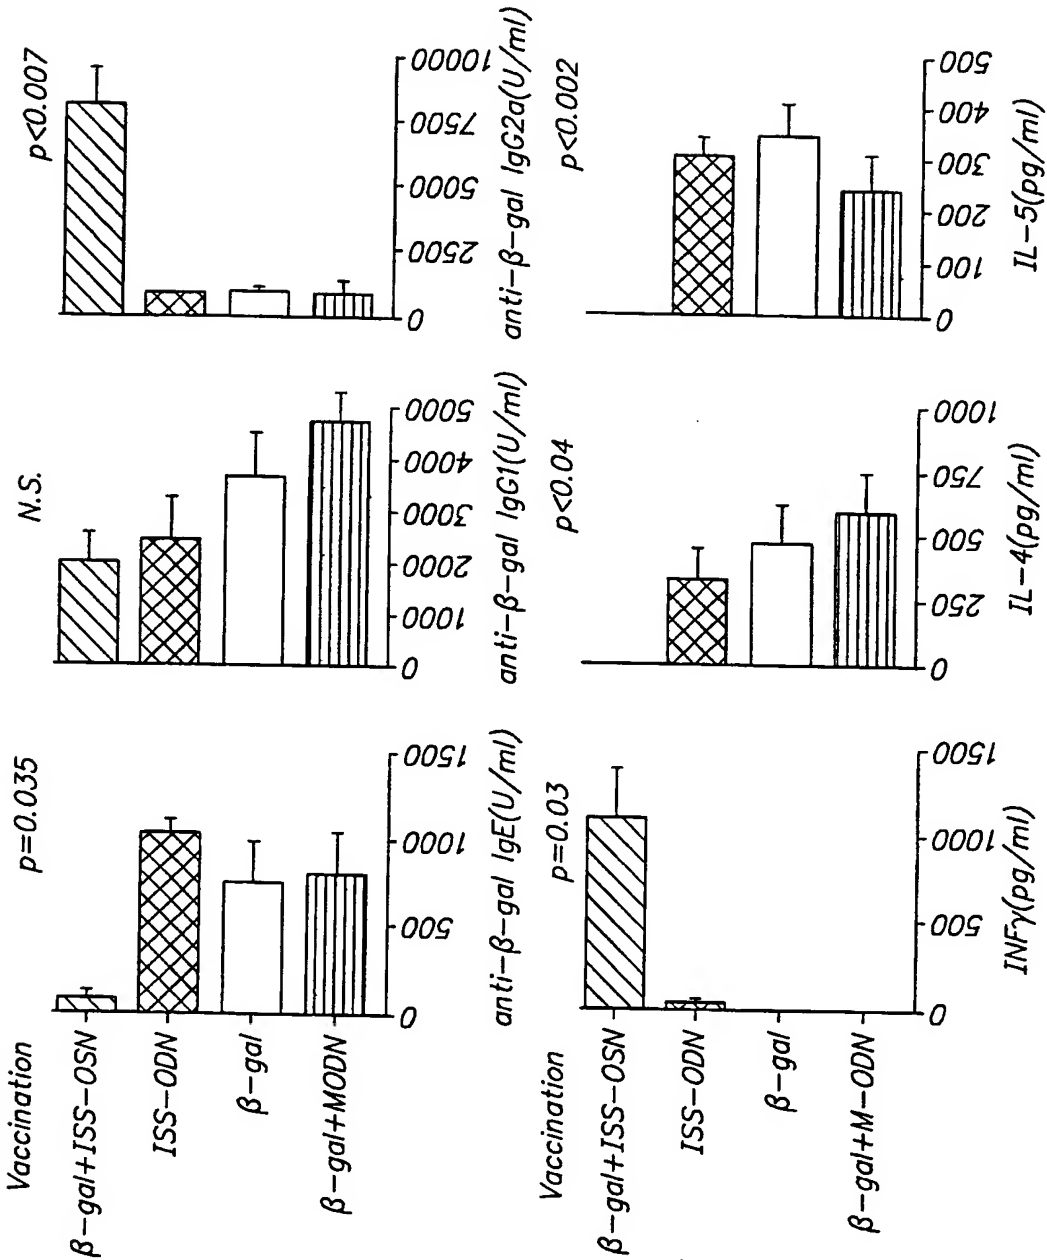 Vaccination
β-gal+ISS-OSN
ISS-ODN
β-gal
β-gal+MODN
p=0.035
0
500
1000
1500
anti-β-gal IgE(U/ml)
N.S.
0
1000
2000
3000
4000
5000
anti-β-gal IgG1(U/ml)
p<0.007
0
2500
5000
7500
10000
anti-β-gal IgG2a(U/ml)
Vaccination
β-gal+ISS-OSN
ISS-ODN
β-gal
β-gal+M-ODN
p=0.03
0
500
1000
1500
INFγ(pg/ml)
p<0.04
0
250
500
750
1000
IL-4(pg/ml)
p<0.002
0
100
200
300
400
500
IL-5(pg/ml)